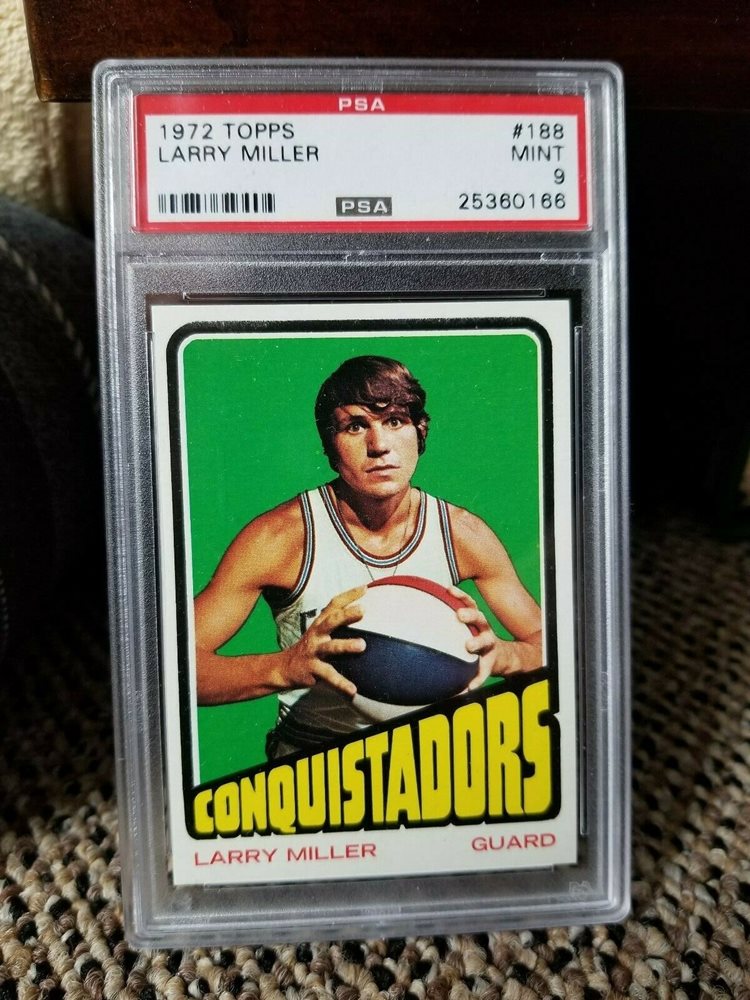 PSA
1972 TOPPS #188
LARRY MILLER MINT
9
PSA 25360166
CONQUISTADORS
LARRY MILLER GUARD